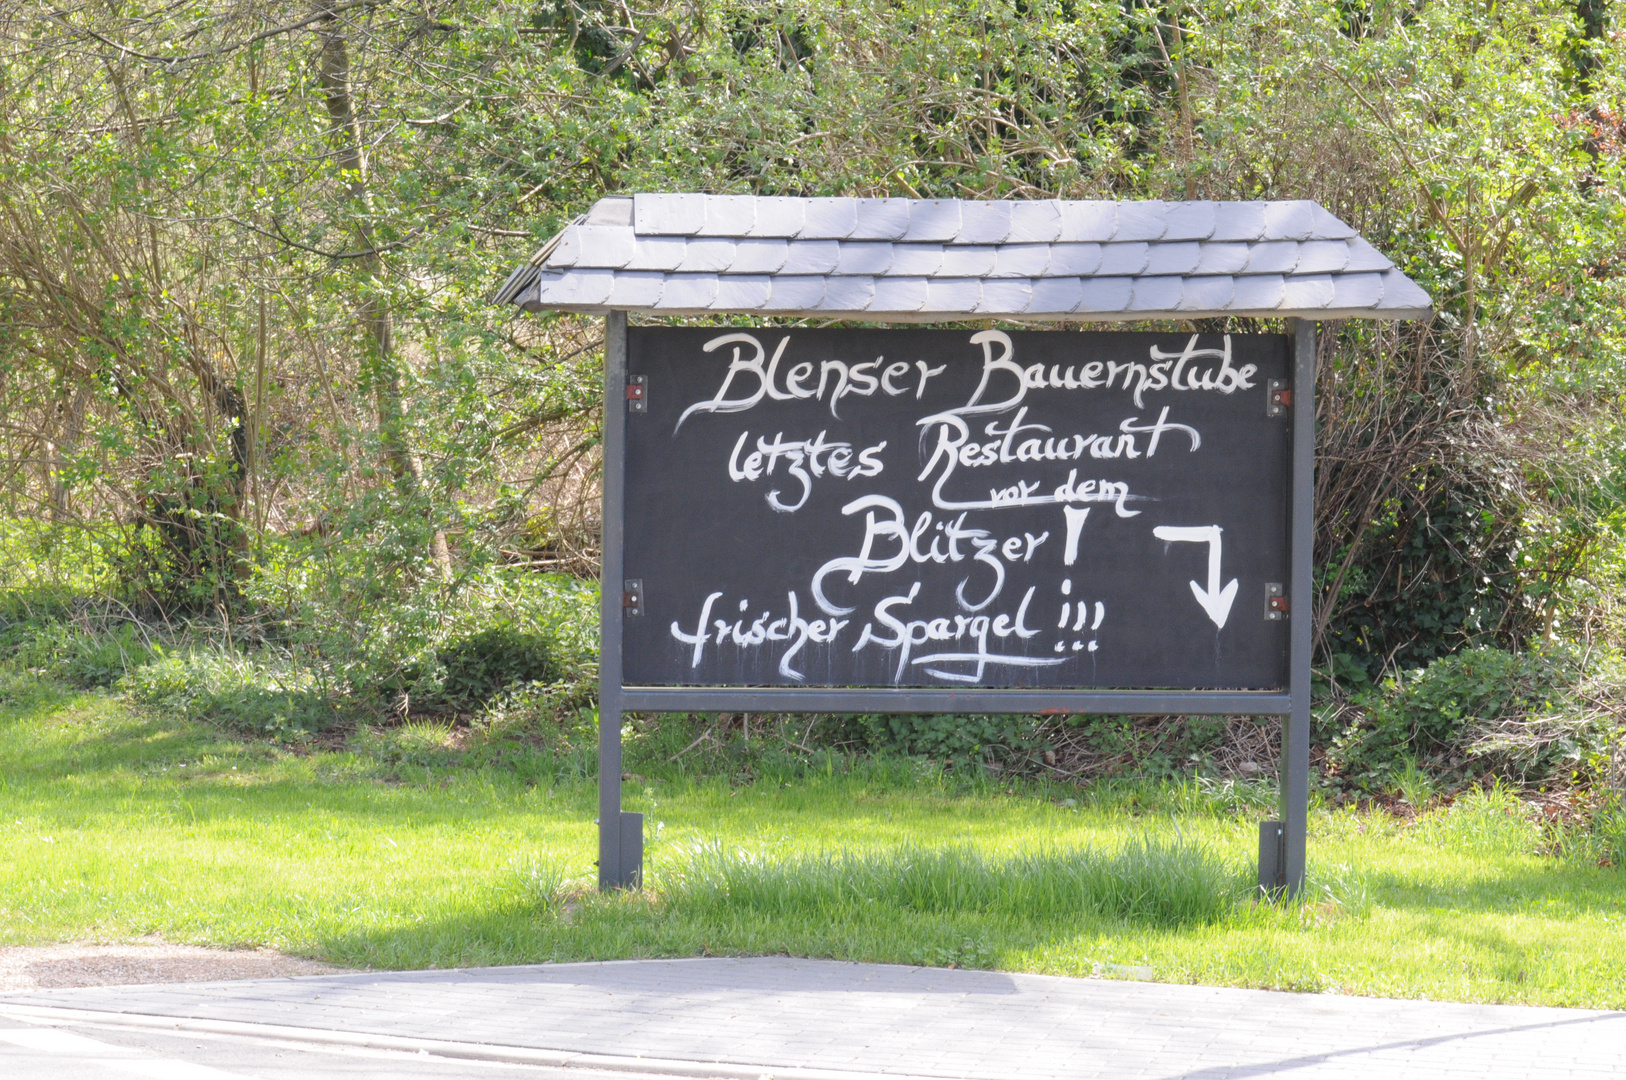 Blenser Bauernstube
letztes Restaurant
vor dem
Blitzer!
frischer Spargel !!!